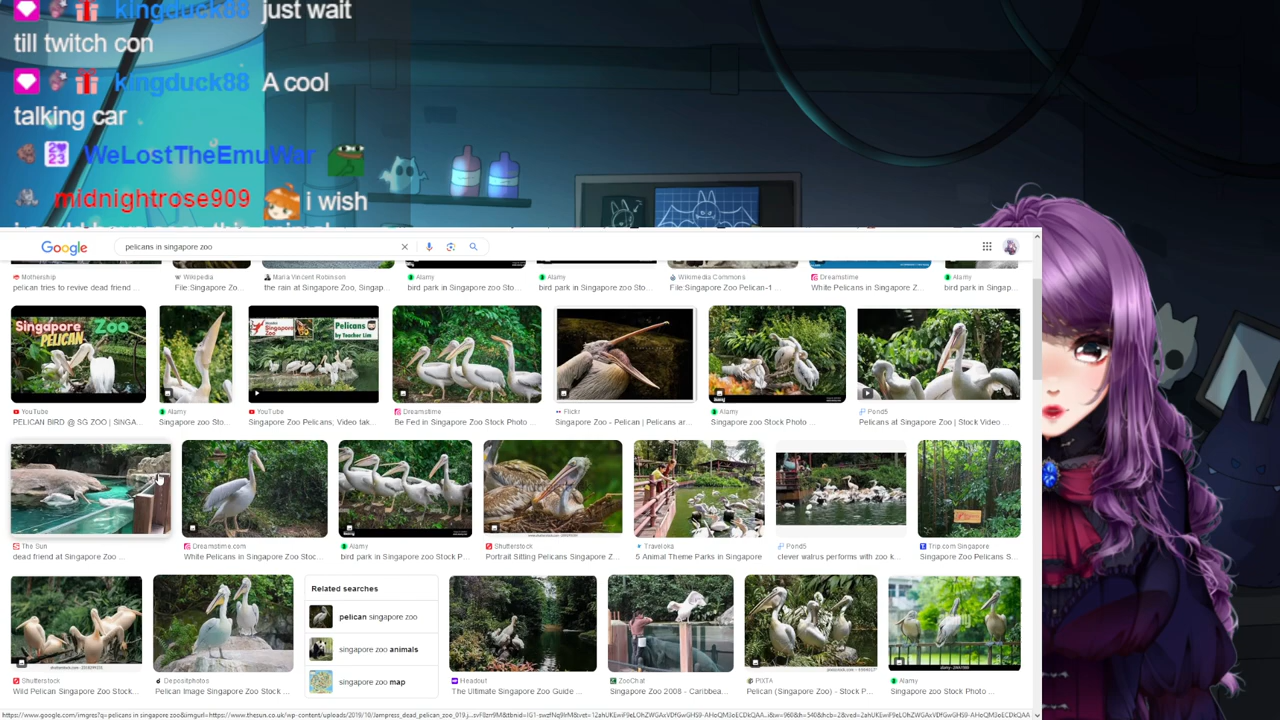 kingduck88 just wait
till twitch con
kingduck88 A cool
talking car
WeLostTheEmuWar
midnightrose909 i wish
Google pelicans in singapore zoo
Mothership Wikipedia Maria Vincent Robinson Alamy Alamy Wikimedia Commons Dreamstime Alamy
pelican tries to revive dead friend ... File:Singapore Zo... the rain at Singapore Zoo, Singap... bird park in singapore zoo Sto... bird park in singapore zoo Sto... File:Singapore Zoo Pelican-1 ... White Pelicans in Singapore Z... bird park in Singap...
Singapore Zoo
PELICAN
Singapore Zoo
Pelicans
by Teacher Lim
YouTube Alamy YouTube Dreamstime Flickr Alamy Pond5
PELICAN BIRD @ SG ZOO | SINGA... Singapore zoo Sto... Singapore Zoo Pelicans, Video tak... Be Fed in Singapore Zoo Stock Photo ... Singapore Zoo - Pelican | Pelicans ar... Singapore zoo Stock Photo ... Pelicans at Singapore Zoo | Stock Video ...
The Sun Dreamstime.com Alamy Shutterstock Traveloka Pond5 Trip.com Singapore
dead friend at Singapore Zoo ... White Pelicans in Singapore Zoo Stoc... bird park in Singapore zoo Stock P... Portrait Sitting Pelicans Singapore Z... 5 Animal Theme Parks in Singapore clever walrus performs with zoo k... Singapore Zoo Pelicans S...
Related searches
pelican singapore zoo
singapore zoo animals
singapore zoo map
Shutterstock Depositphotos Headout ZooChat PIXTA Alamy
Wild Pelican Singapore Zoo Stock... Pelican Image Singapore Zoo Stock ... The Ultimate Singapore Zoo Guide ... Singapore Zoo 2008 - Caribbea... Pelican (Singapore Zoo) - Stock P... Singapore zoo Stock Photo ...